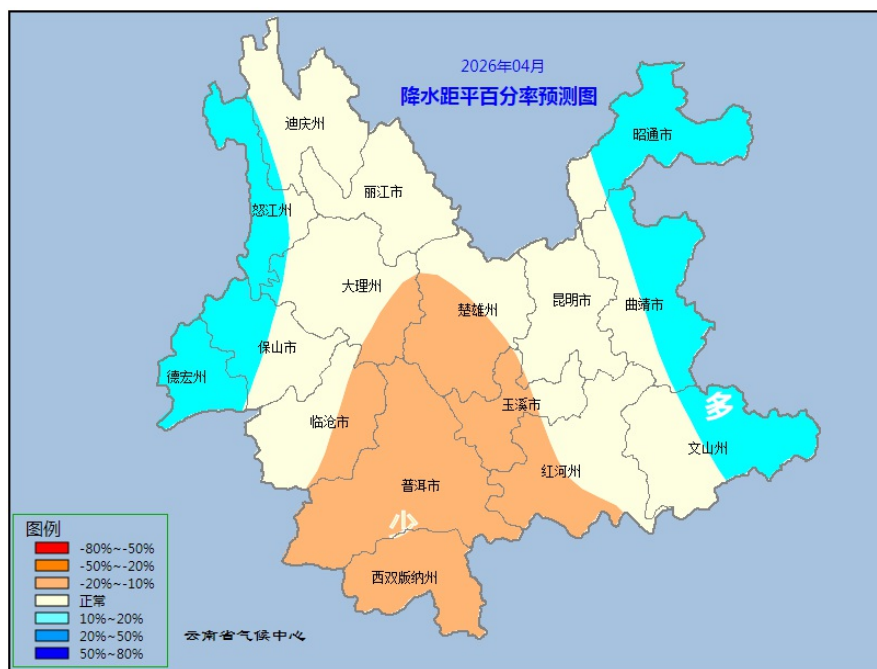 2026年04月
降水距平百分率预测图
迪庆州
昭通市
丽江市
怒江州
大理州
楚雄州
昆明市
曲靖市
保山市
德宏州
临沧市
玉溪市
多
文山州
红河州
普洱市
少
西双版纳州
图例
-80%~-50%
-50%~-20%
-20%~-10%
正常
10%~20%
20%~50%
50%~80%
云南省气候中心